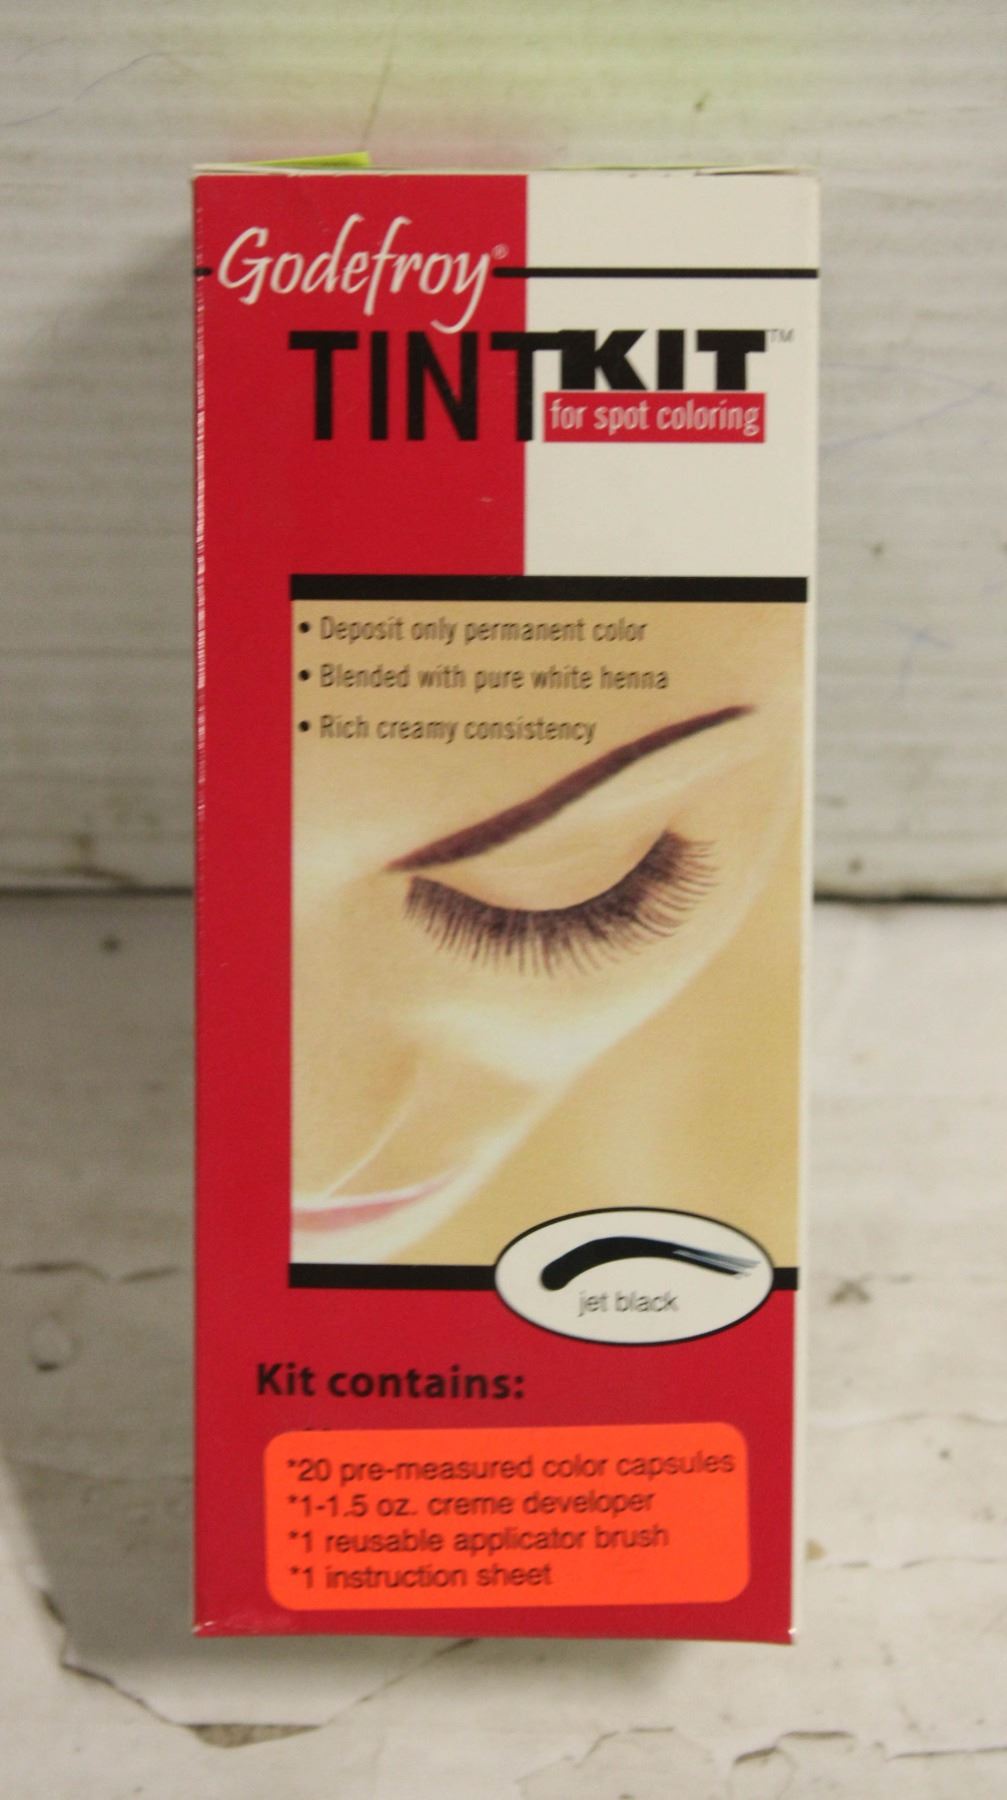 Godefroy®
TINT KIT™
for spot coloring
• Deposit only permanent color
• Blended with pure white henna
• Rich creamy consistency
jet black
Kit contains:
*20 pre-measured color capsules
*1-1.5 oz. creme developer
*1 reusable applicator brush
*1 instruction sheet